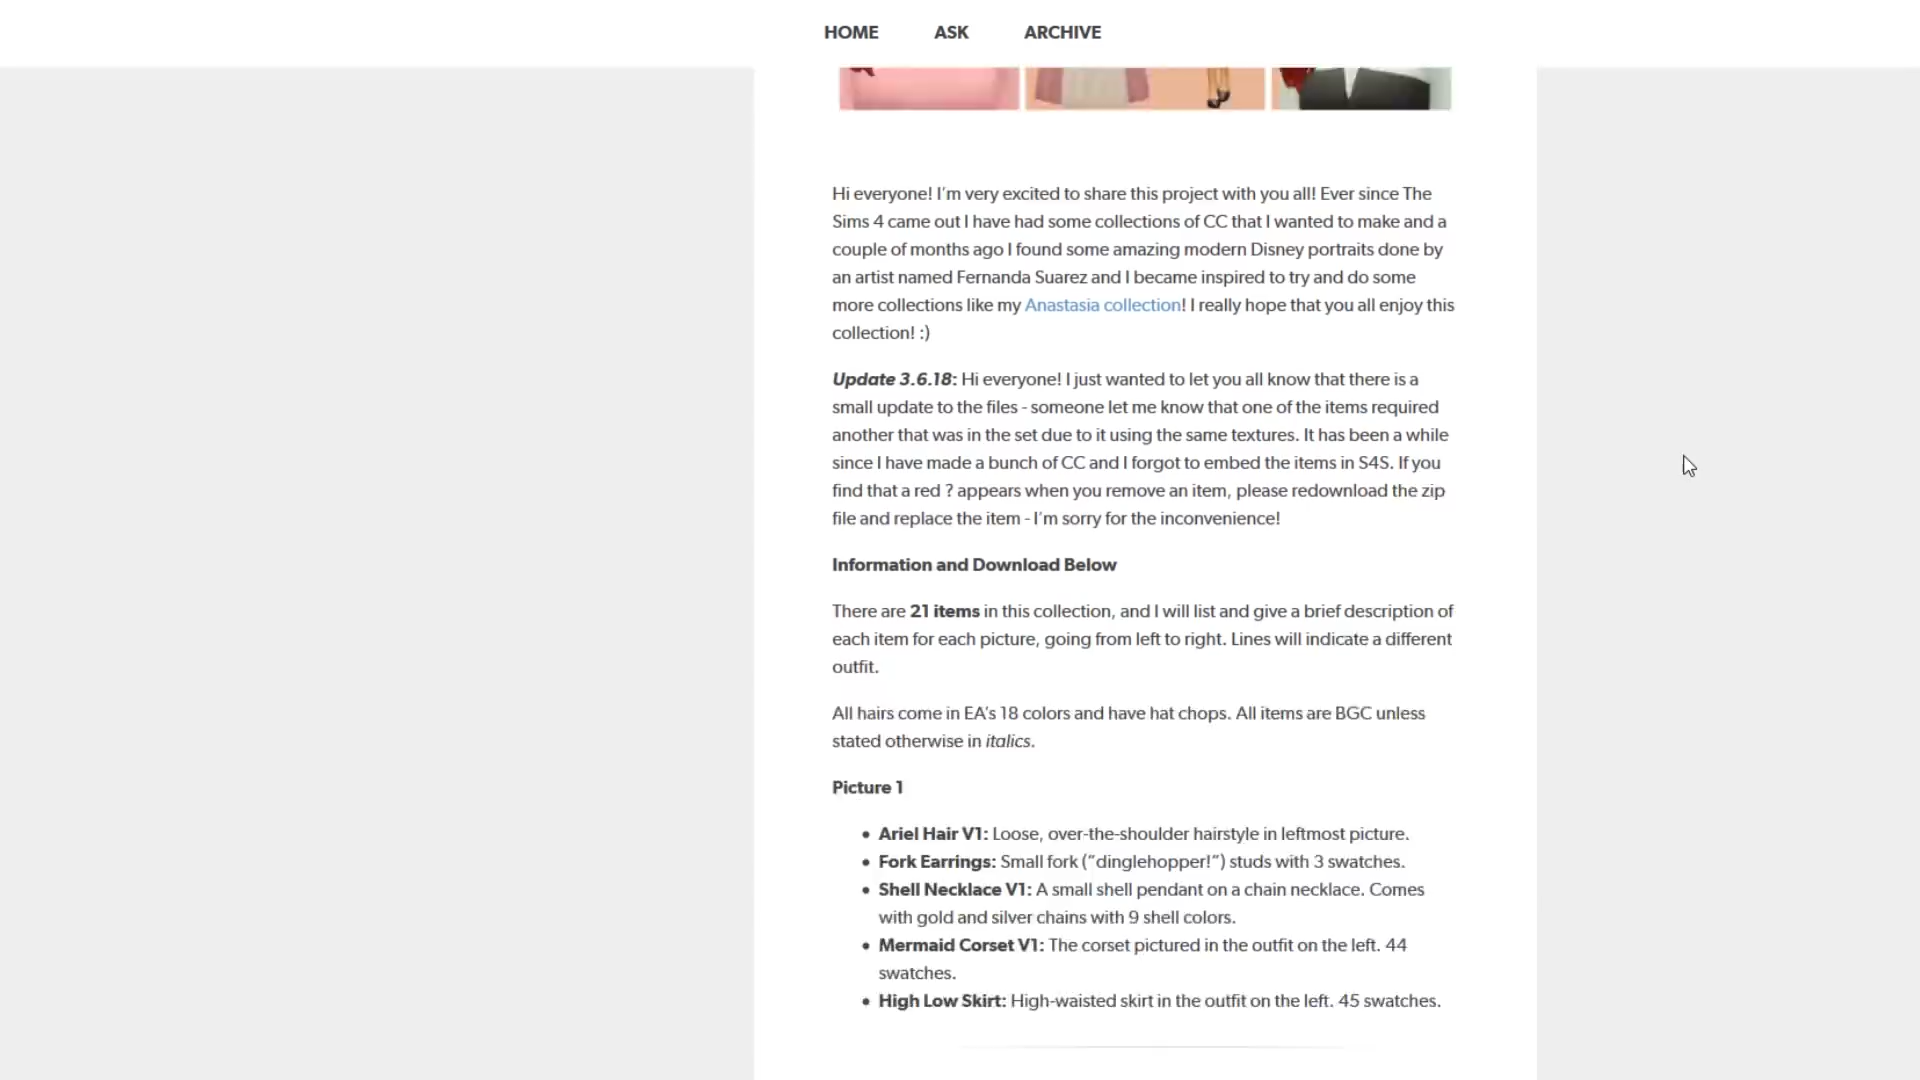 HOME ASK ARCHIVE
Hi everyone! I'm very excited to share this project with you all! Ever since The
Sims 4 came out I have had some collections of CC that I wanted to make and a
couple of months ago I found some amazing modern Disney portraits done by
an artist named Fernanda Suarez and I became inspired to try and do some
more collections like my Anastasia collection! I really hope that you all enjoy this
collection! :)
Update 3.6.18: Hi everyone! I just wanted to let you all know that there is a
small update to the files - someone let me know that one of the items required
another that was in the set due to it using the same textures. It has been a while
since I have made a bunch of CC and I forgot to embed the items in S4S. If you
find that a red ? appears when you remove an item, please redownload the zip
file and replace the item - I'm sorry for the inconvenience!
Information and Download Below
There are 21 items in this collection, and I will list and give a brief description of
each item for each picture, going from left to right. Lines will indicate a different
outfit.
All hairs come in EA's 18 colors and have hat chops. All items are BGC unless
stated otherwise in italics.
Picture 1
• Ariel Hair V1: Loose, over-the-shoulder hairstyle in leftmost picture.
• Fork Earrings: Small fork ("dinglehopper!") studs with 3 swatches.
• Shell Necklace V1: A small shell pendant on a chain necklace. Comes
with gold and silver chains with 9 shell colors.
• Mermaid Corset V1: The corset pictured in the outfit on the left. 44
swatches.
• High Low Skirt: High-waisted skirt in the outfit on the left. 45 swatches.